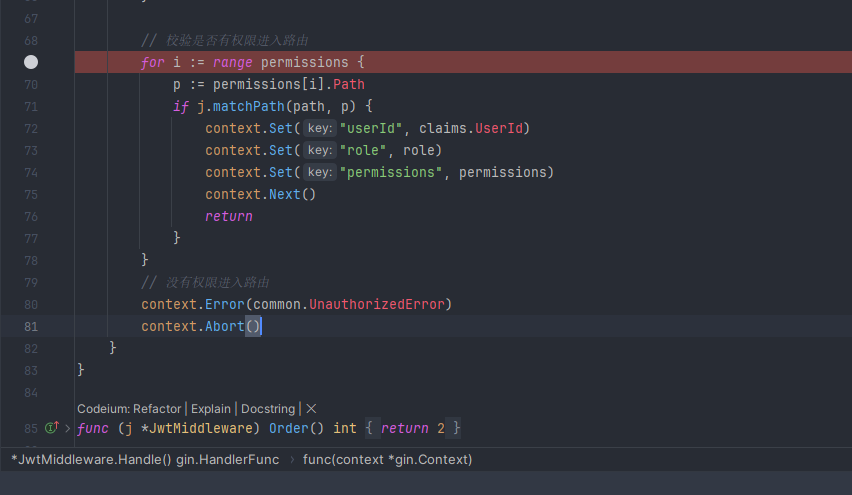 67
68 // 校验是否有权限进入路由
for i := range permissions {
70 p := permissions[i].Path
71 if j.matchPath(path, p) {
72 context.Set( key: "userId", claims.UserId)
73 context.Set( key: "role", role)
74 context.Set( key: "permissions", permissions)
75 context.Next()
76 return
77 }
78 }
79 // 没有权限进入路由
80 context.Error(common.UnauthorizedError)
81 context.Abort()
82 }
83 }
84
Codeium: Refactor | Explain | Docstring | ×
85 func (j *JwtMiddleware) Order() int { return 2 }
*JwtMiddleware.Handle() gin.HandlerFunc › func(context *gin.Context)